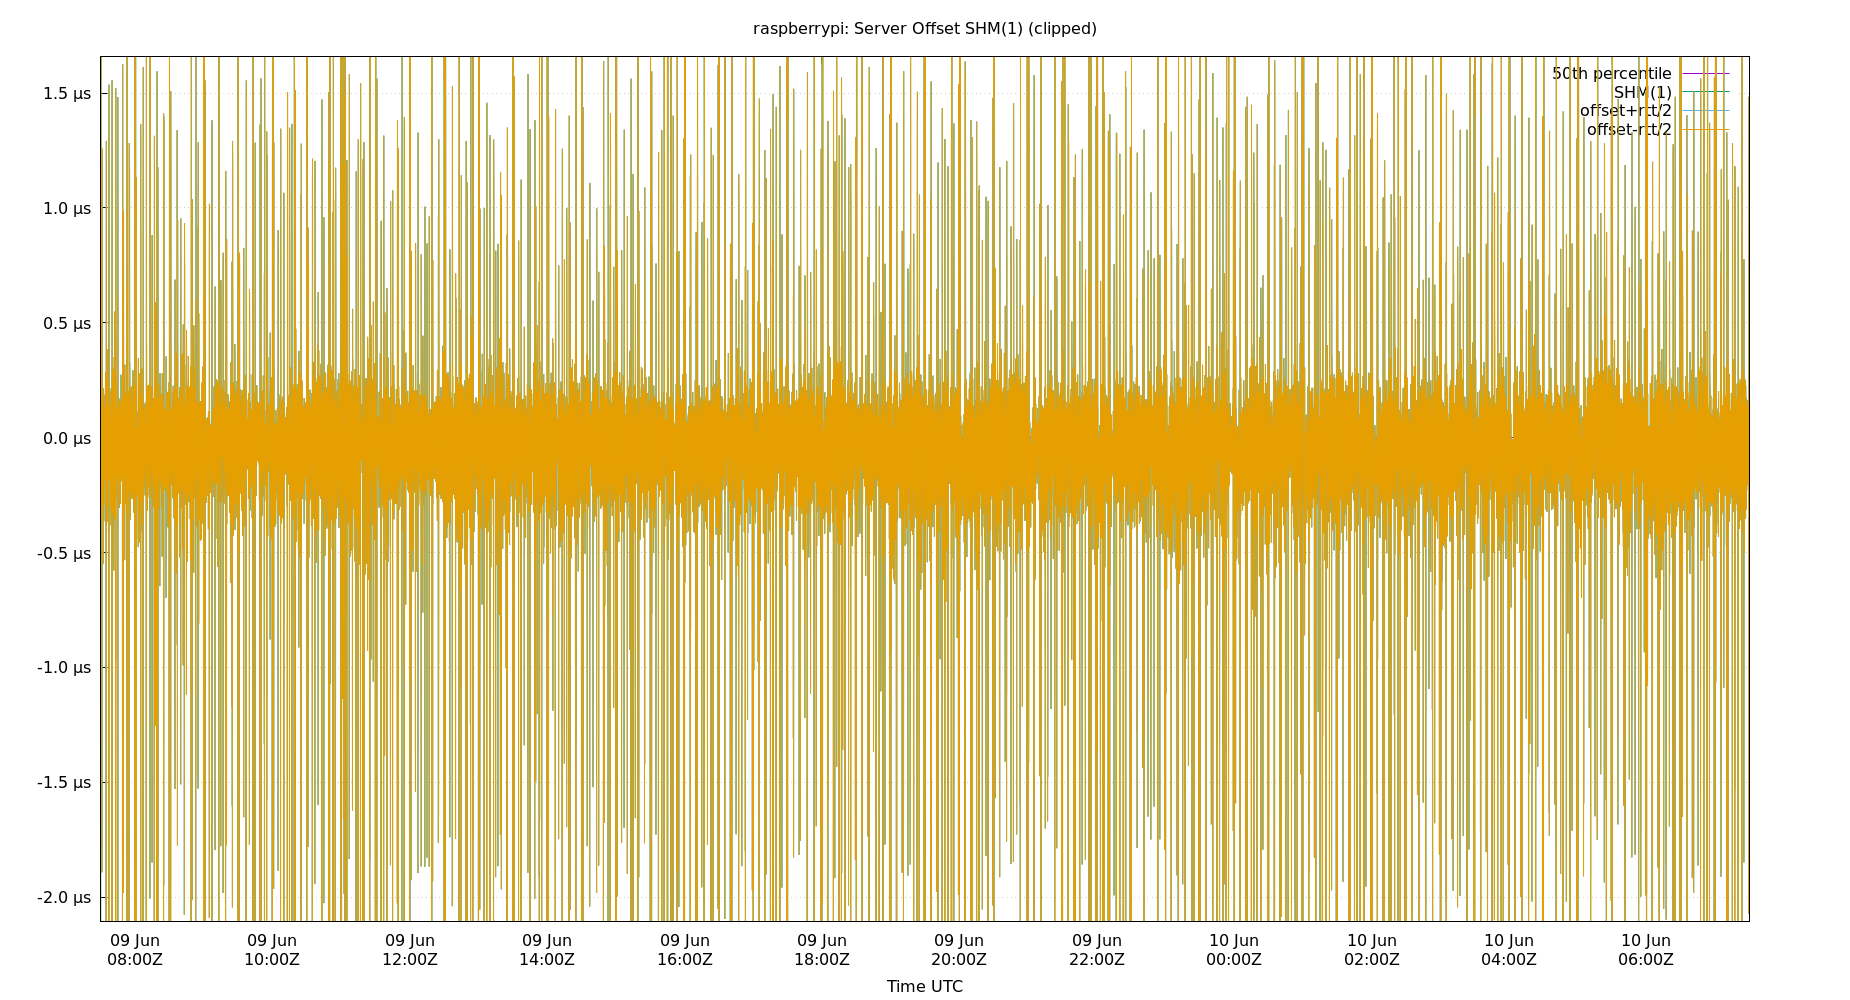 raspberrypi: Server Offset SHM(1) (clipped)
50th percentile
SHM(1)
offset+rtt/2
offset-rtt/2
1.5 µs
1.0 µs
0.5 µs
0.0 µs
-0.5 µs
-1.0 µs
-1.5 µs
-2.0 µs
09 Jun 09 Jun 09 Jun 09 Jun 09 Jun 09 Jun 09 Jun 09 Jun 10 Jun 10 Jun 10 Jun 10 Jun
08:00Z 10:00Z 12:00Z 14:00Z 16:00Z 18:00Z 20:00Z 22:00Z 00:00Z 02:00Z 04:00Z 06:00Z
Time UTC